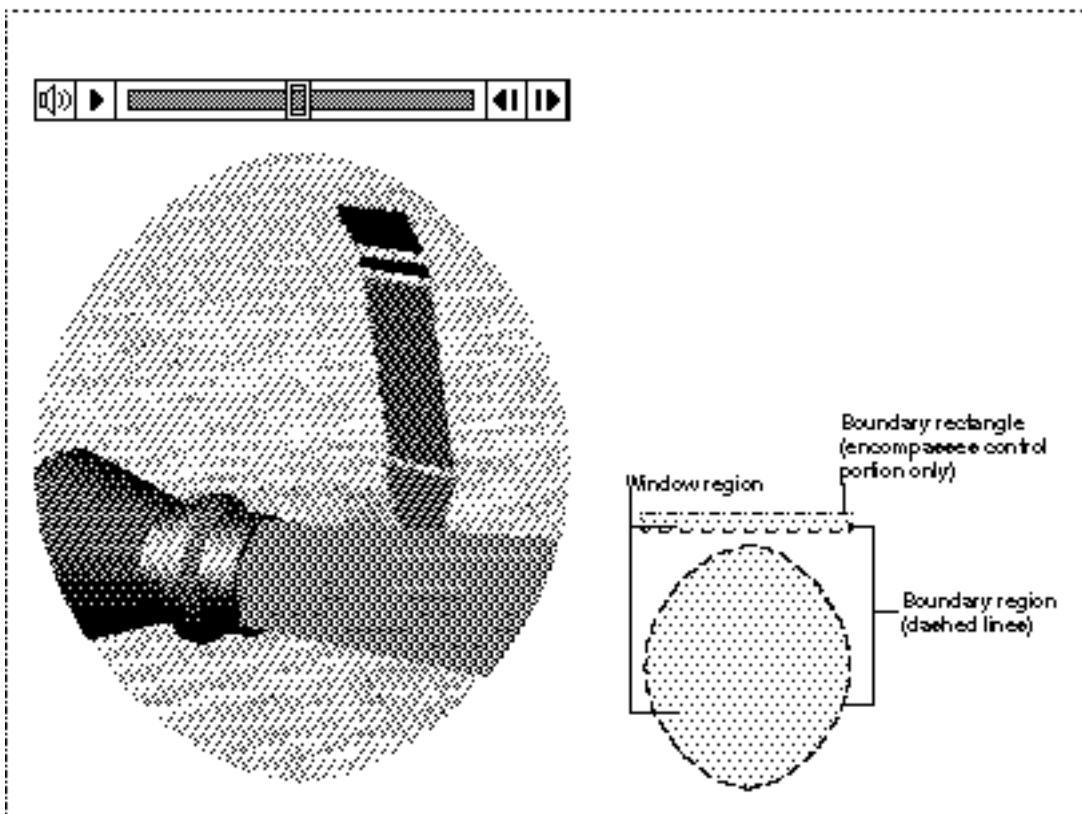 Boundary rectangle
(encompasses control
portion only)
Window region
Boundary region
(dashed lines)